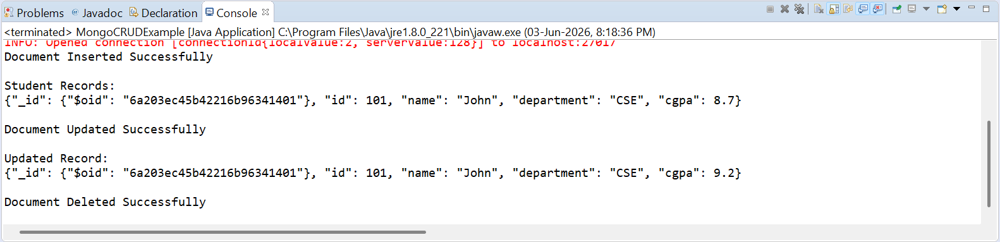 Problems @ Javadoc Declaration Console
<terminated> MongoCRUDExample [Java Application] C:\Program Files\Java\jre1.8.0_221\bin\javaw.exe (03-Jun-2026, 8:18:36 PM)
INFO: Opened connection [connectionId{localValue:2, serverValue:128}] to localhost:27017
Document Inserted Successfully
Student Records:
{"_id": {"$oid": "6a203ec45b42216b96341401"}, "id": 101, "name": "John", "department": "CSE", "cgpa": 8.7}
Document Updated Successfully
Updated Record:
{"_id": {"$oid": "6a203ec45b42216b96341401"}, "id": 101, "name": "John", "department": "CSE", "cgpa": 9.2}
Document Deleted Successfully